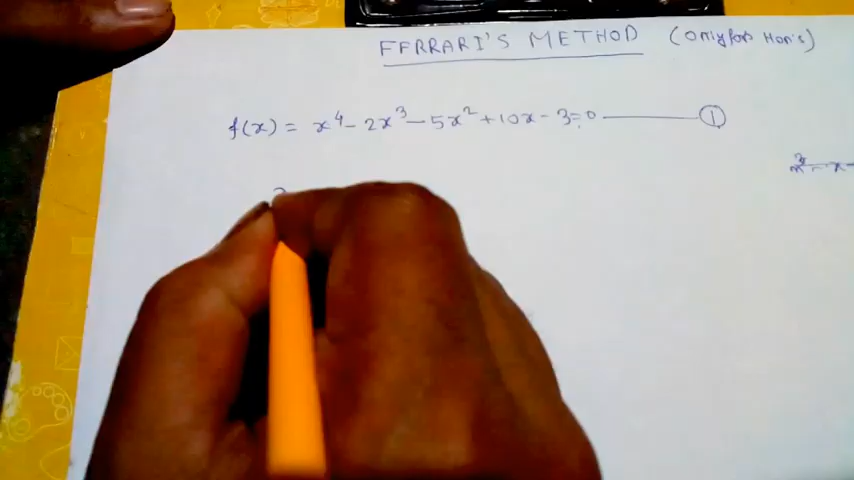 FERRARI'S METHOD (Only for Hon's)
f(x) = x⁴ - 2x³ - 5x² + 10x - 3 = 0 ——— ①